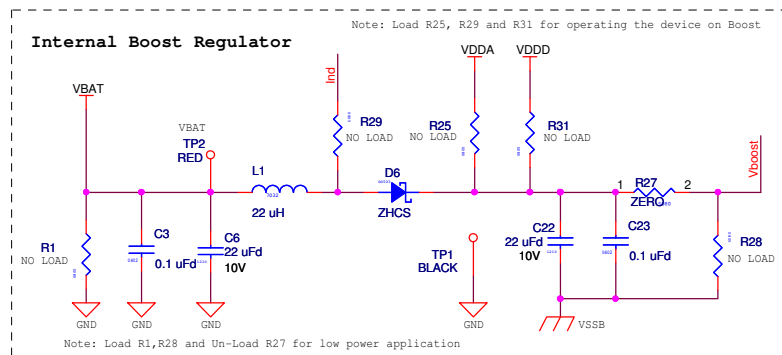 Note: Load R25, R29 and R31 for operating the device on Boost
Internal Boost Regulator
VBAT
Ind
VDDA
VDDD
R29
NO LOAD
R25
NO LOAD
R31
NO LOAD
VBAT
TP2
RED
L1
7032
22 uH
D6
ZHCS
1
R27
2
ZERO
Vboost
R1
NO LOAD
C3
0.1 uFd
C6
22 uFd
10V
TP1
BLACK
C22
22 uFd
10V
C23
0.1 uFd
R28
NO LOAD
GND
GND
GND
GND
VSSB
Note: Load R1,R28 and Un-Load R27 for low power application